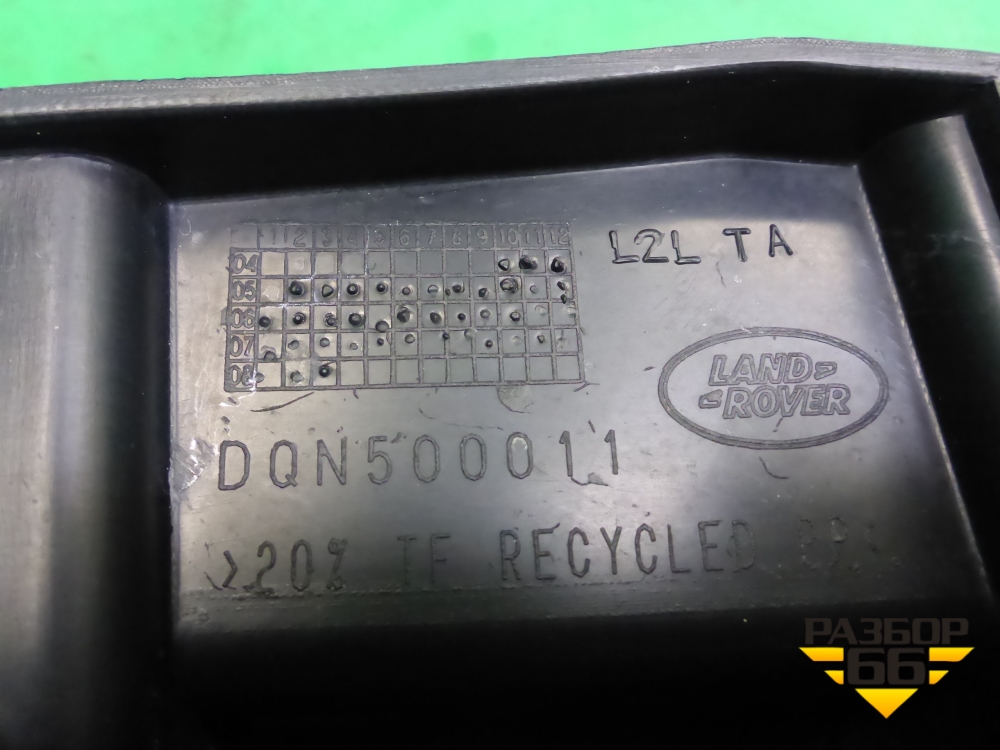 1 2 3 4 5 6 7 8 9 10 11 12
04
05
06
07
08
L2L TA
LAND
ROVER
DQN500011
>20% TF RECYCLED
РАЗБОР
66